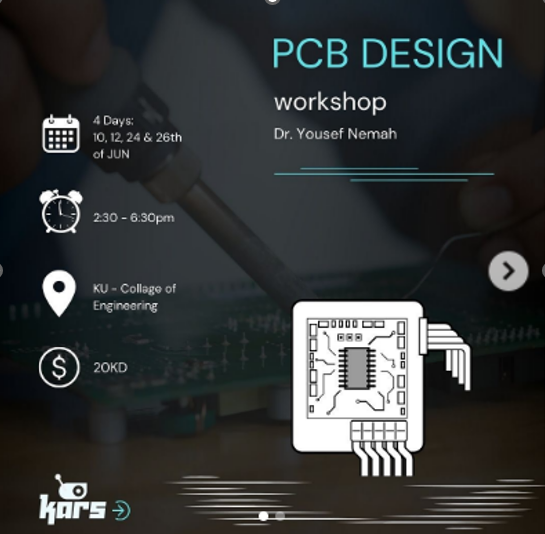 PCB DESIGN
workshop
Dr. Yousef Nemah
4 Days:
10, 12, 24 & 26th
of JUN
2:30 - 6:30pm
KU - Collage of
Engineering
$
20KD
kars